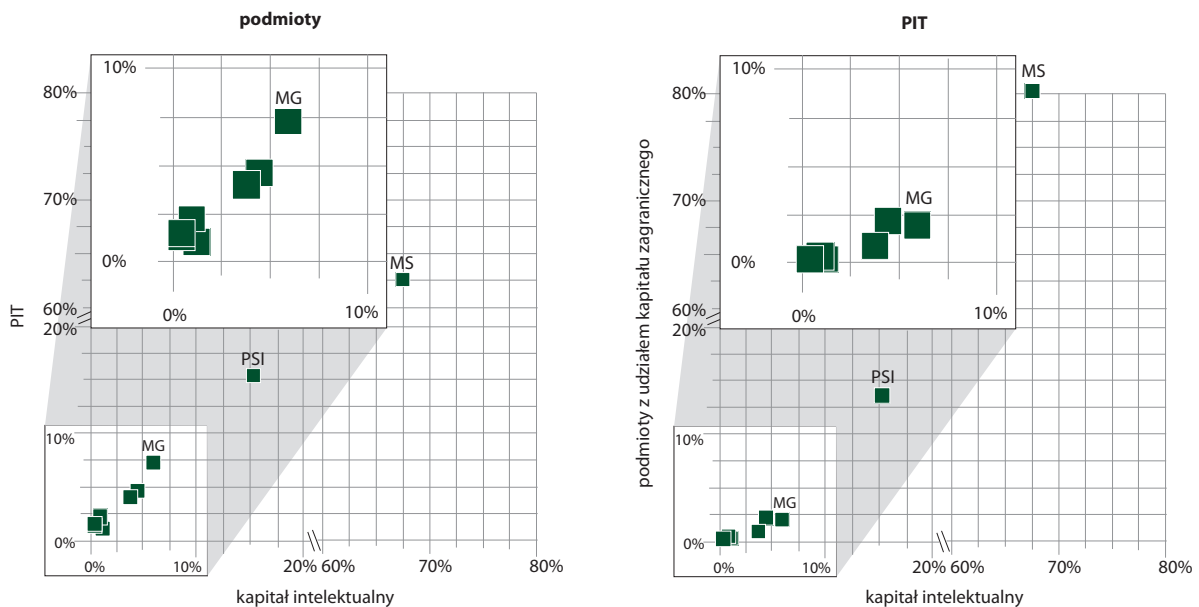 podmioty
10%
80%
MG
70%
0%
MS
0%
10%
60%
20%
PIT
PSI
10%
MG
0%
0%
10%
20%
60%
70%
80%
kapitał intelektualny
PIT
10%
MS
80%
podmioty z udziałem kapitału zagranicznego
70%
MG
0%
0%
10%
60%
20%
PSI
10%
MG
0%
0%
10%
20%
60%
70%
80%
kapitał intelektualny